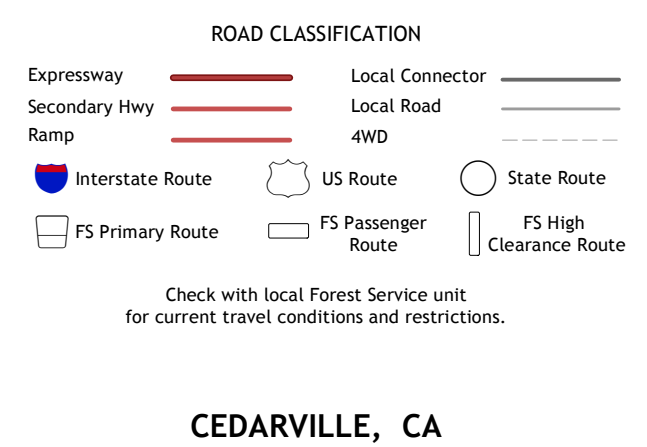 ROAD CLASSIFICATION
Expressway
Local Connector
Secondary Hwy
Local Road
Ramp
4WD
Interstate Route
US Route
State Route
FS Primary Route
FS Passenger
Route
FS High
Clearance Route
Check with local Forest Service unit
for current travel conditions and restrictions.
CEDARVILLE, CA